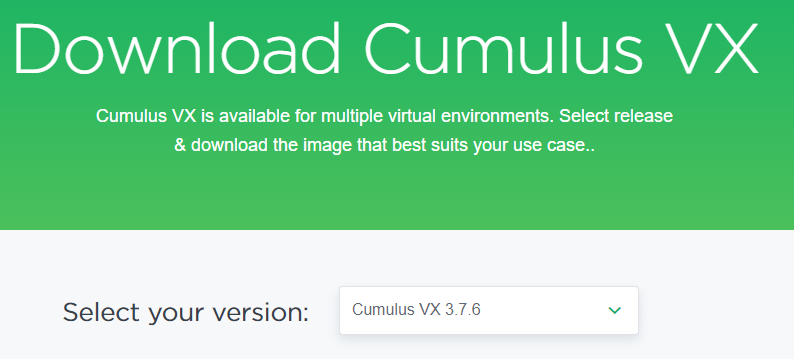 Download Cumulus VX
Cumulus VX is available for multiple virtual environments. Select release
& download the image that best suits your use case..
Select your version:
Cumulus VX 3.7.6